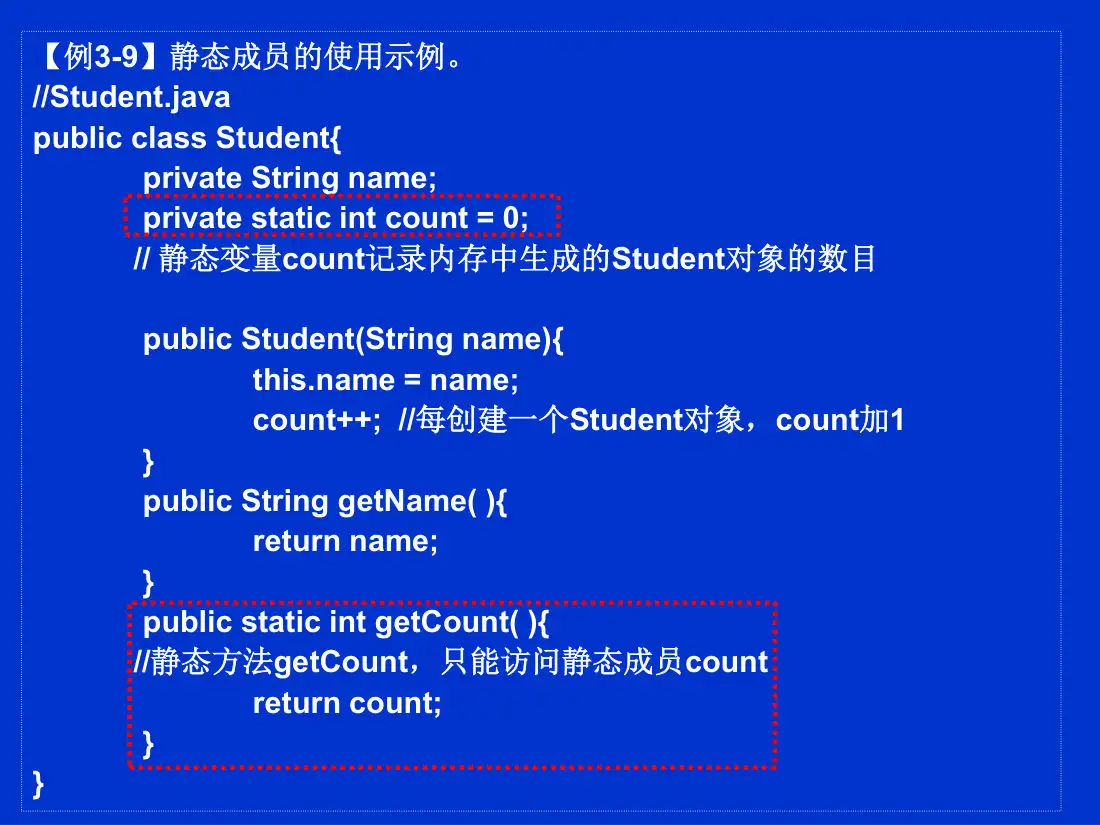 【例3-9】静态成员的使用示例。
//Student.java
public class Student{
private String name;
private static int count = 0;
// 静态变量count记录内存中生成的Student对象的数目
public Student(String name){
this.name = name;
count++; //每创建一个Student对象，count加1
}
public String getName( ){
return name;
}
public static int getCount( ){
//静态方法getCount，只能访问静态成员count
return count;
}
}